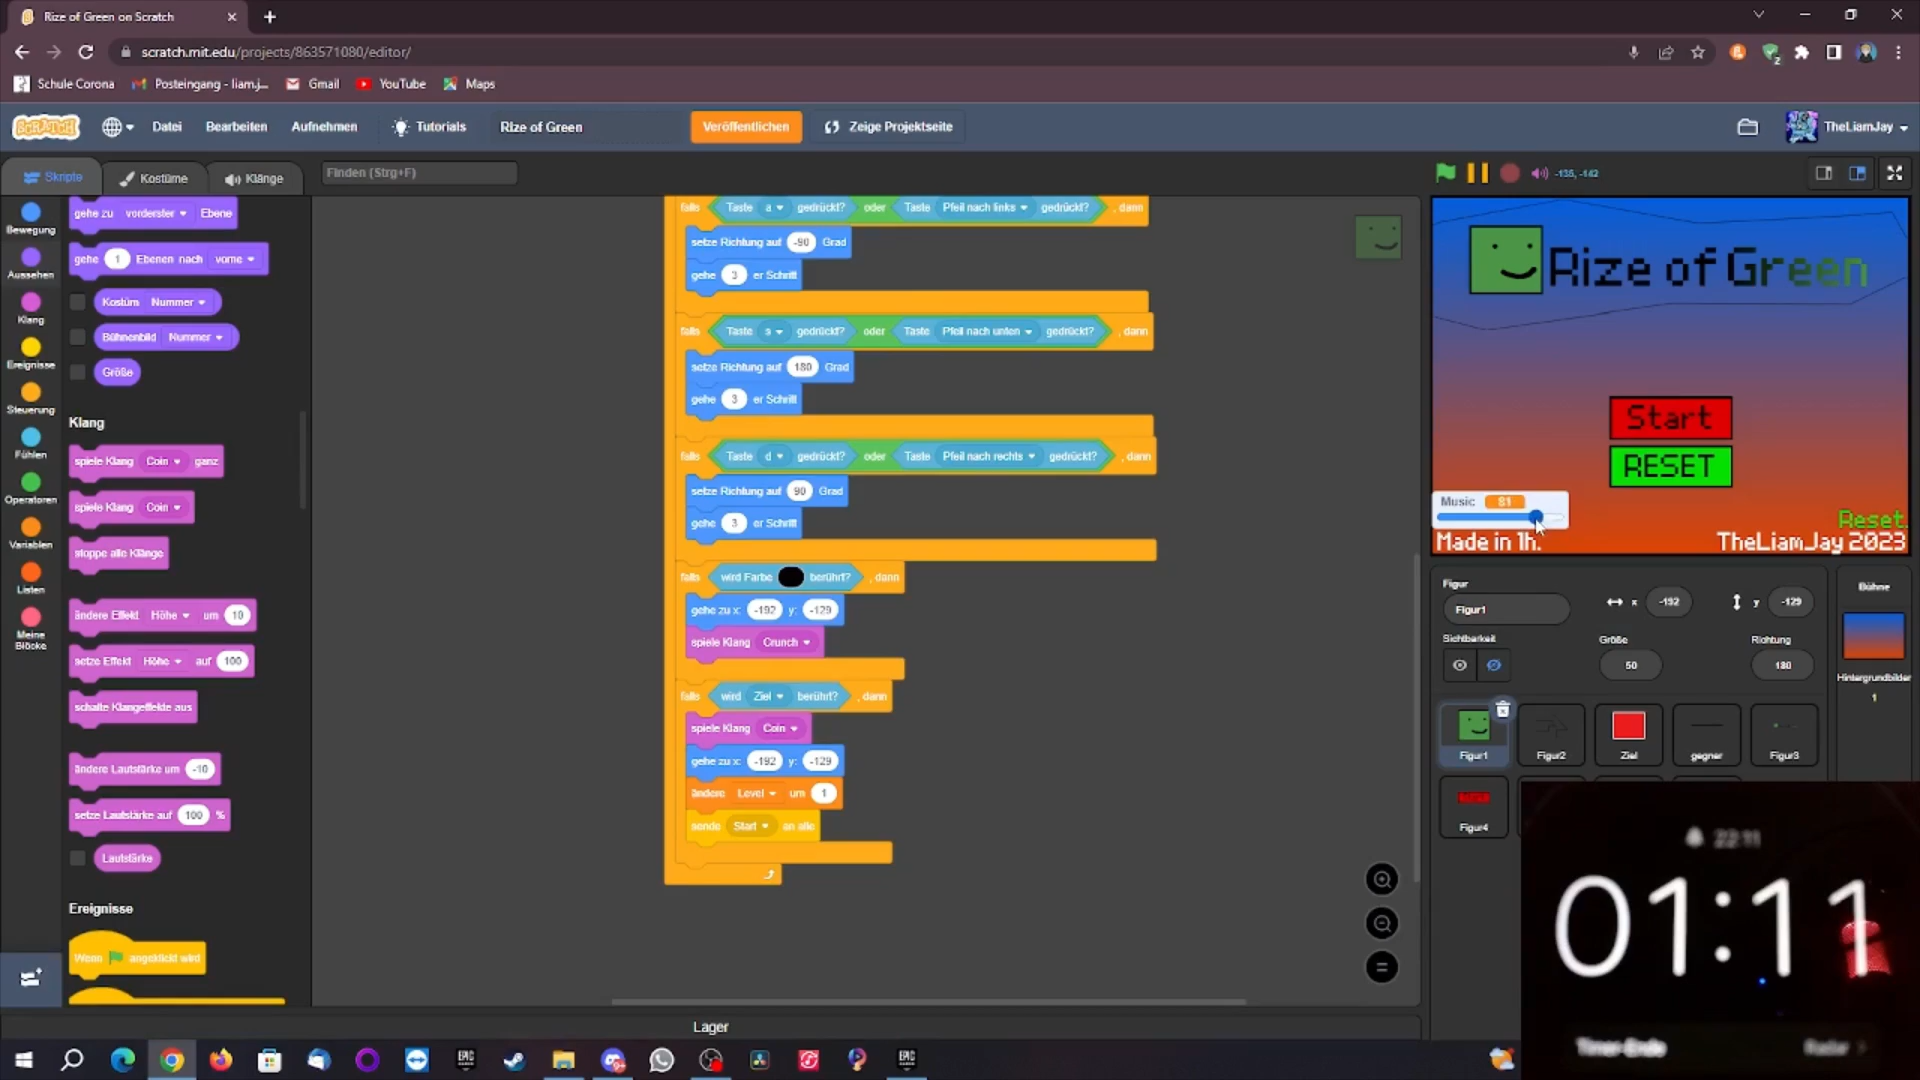 Rize of Green on Scratch
scratch.mit.edu/projects/863571080/editor/
Schule Corona Posteingang - liam.j... Gmail YouTube Maps
SCRATCH Datei Bearbeiten Aufnehmen Tutorials Rize of Green Veröffentlichen Zeige Projektseite TheLiamJay
Skripte Kostüme Klänge Finden (Strg+F) -135, -142
Bewegung
Aussehen
Klang
Ereignisse
Steuerung
Fühlen
Operatoren
Variablen
Listen
Meine
Blöcke
gehe zu vorderster Ebene
gehe 1 Ebenen nach vorne
Kostüm Nummer
Bühnenbild Nummer
Größe
Klang
spiele Klang Coin ganz
spiele Klang Coin
stoppe alle Klänge
ändere Effekt Höhe um 10
setze Effekt Höhe auf 100
schalte Klangeffekte aus
ändere Lautstärke um -10
setze Lautstärke auf 100 %
Lautstärke
Ereignisse
Wenn angeklickt wird
falls Taste a gedrückt? oder Taste Pfeil nach links gedrückt? , dann
setze Richtung auf -90 Grad
gehe 3 er Schritt
falls Taste s gedrückt? oder Taste Pfeil nach unten gedrückt? , dann
setze Richtung auf 180 Grad
gehe 3 er Schritt
falls Taste d gedrückt? oder Taste Pfeil nach rechts gedrückt? , dann
setze Richtung auf 90 Grad
gehe 3 er Schritt
falls wird Farbe berührt? , dann
gehe zu x: -192 y: -129
spiele Klang Crunch
falls wird Ziel berührt? , dann
spiele Klang Coin
gehe zu x: -192 y: -129
ändere Level um 1
sende Start an alle
Lager
Rize of Green
Start
RESET
Music 81
Reset.
Made in 1h. TheLiamJay 2023
Figur
Figur1 x -192 y -129
Sichtbarkeit Größe Richtung
50 180
Bühne
Hintergrundbilder
1
Figur1 Figur2 Ziel gegner Figur3
Figur4
22:11
01:11
Timer-Ende Radar
EPIC
EPIC